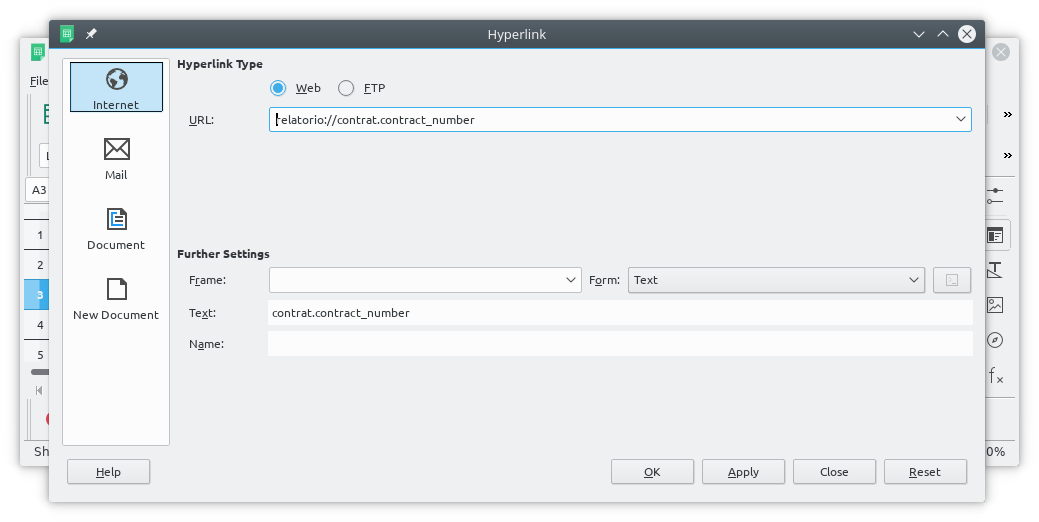 Hyperlink
File
Internet
Mail
Document
New Document
Hyperlink Type
Web FTP
URL: relatorio://contrat.contract_number
Further Settings
Frame: Form: Text
Text: contrat.contract_number
Name:
Help OK Apply Close Reset
A3
1
2
3
4
5
Sh
0%